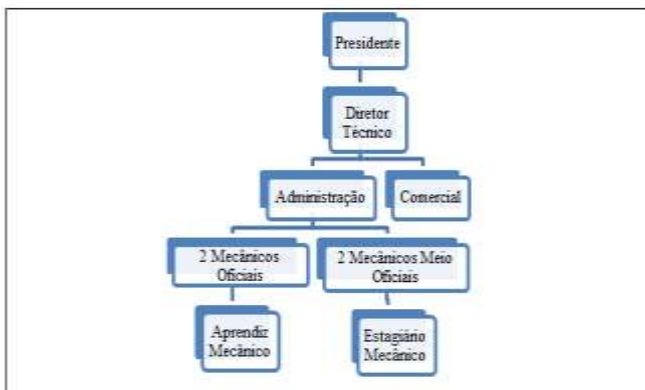 Presidente
Diretor
Técnico
Administração
Comercial
2 Mecânicos
Oficiais
2 Mecânicos Meio
Oficiais
Aprendiz
Mecânico
Estagiário
Mecânico